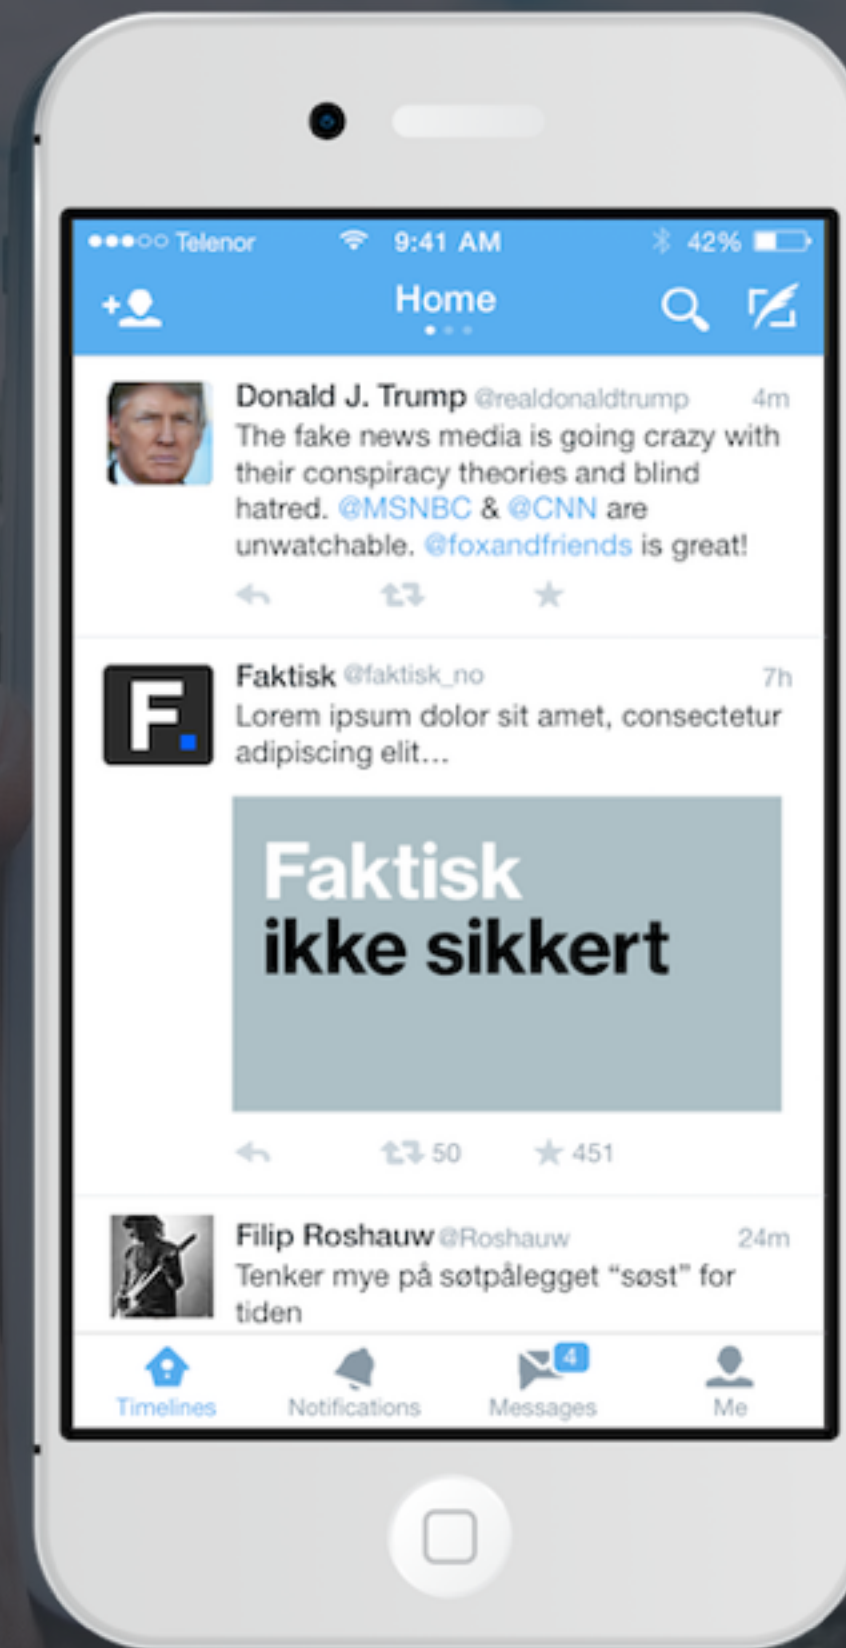 Telenor 9:41 AM 42%
Home
Donald J. Trump @realdonaldtrump 4m
The fake news media is going crazy with
their conspiracy theories and blind
hatred. @MSNBC & @CNN are
unwatchable. @foxandfriends is great!
F.
Faktisk @faktisk_no 7h
Lorem ipsum dolor sit amet, consectetur
adipiscing elit...
Faktisk
ikke sikkert
50 451
Filip Roshauw @Roshauw 24m
Tenker mye på søtpålegget “søst” for
tiden
4
Timelines Notifications Messages Me